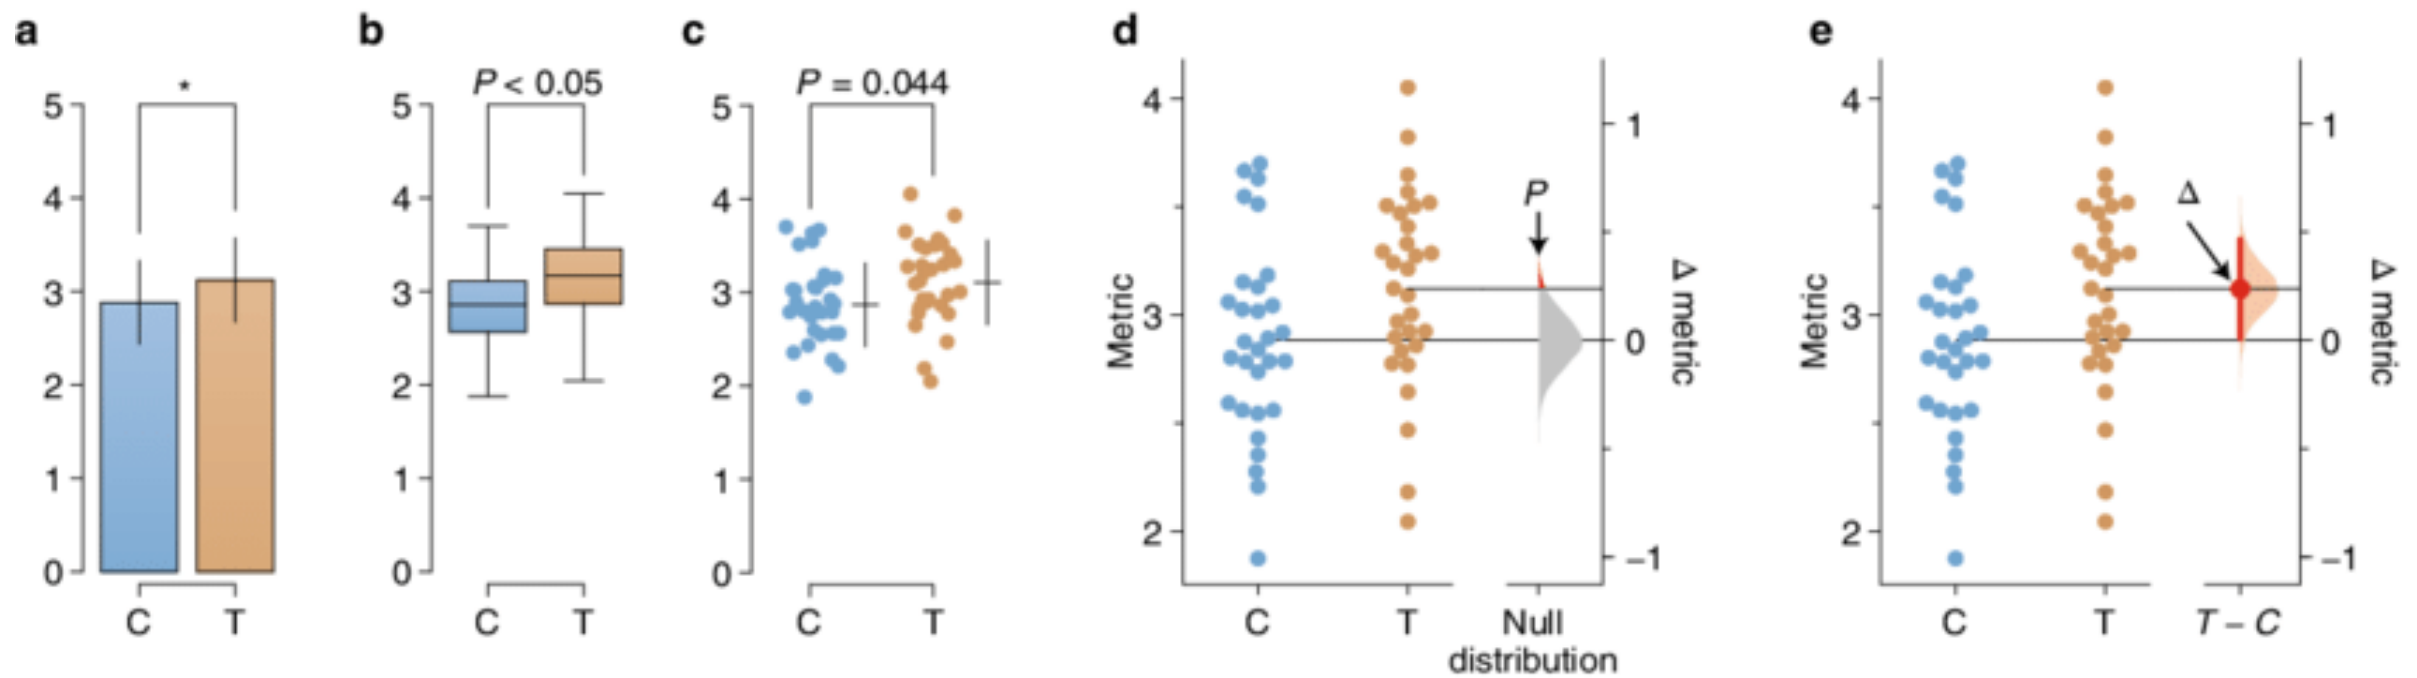 a
*
5
4
3
2
1
0
C T
b
P < 0.05
5
4
3
2
1
0
C T
c
P = 0.044
5
4
3
2
1
0
C T
d
Metric
4
3
2
P
1
0
−1
Δ metric
C T Null
distribution
e
Metric
4
3
2
Δ
1
0
−1
Δ metric
C T T − C